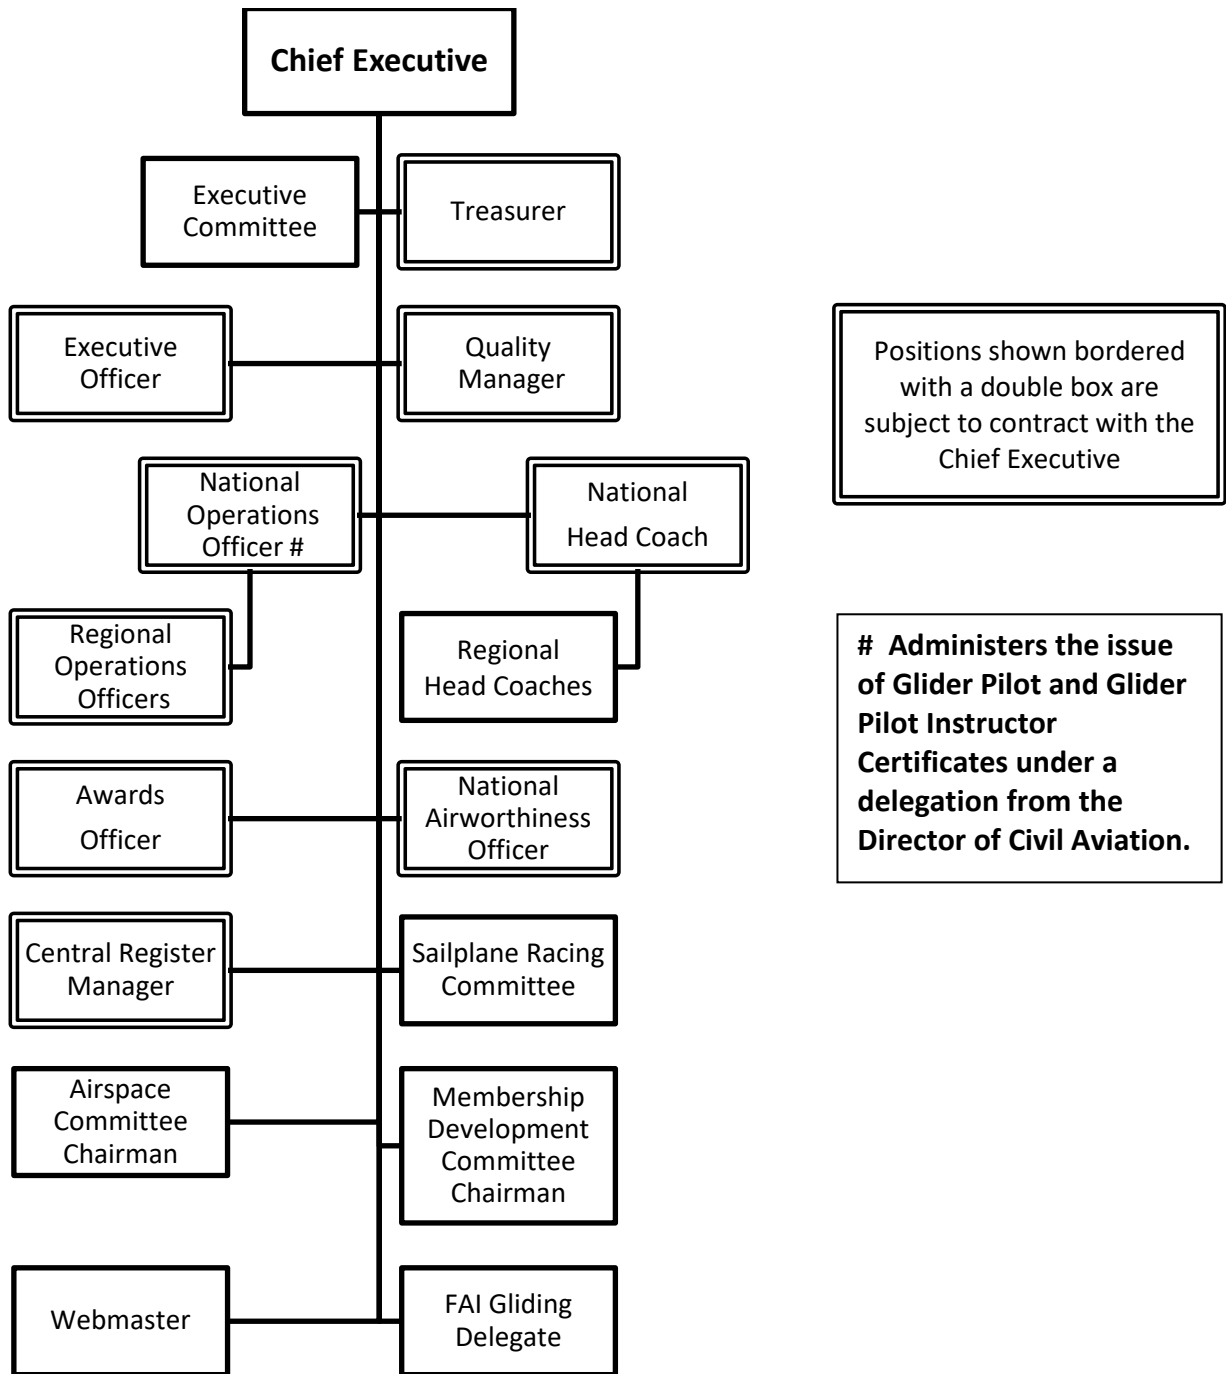 Chief Executive
Executive
Committee
Treasurer
Executive
Officer
Quality
Manager
Positions shown bordered
with a double box are
subject to contract with the
Chief Executive
National
Operations
Officer #
National
Head Coach
Regional
Operations
Officers
Regional
Head Coaches
# Administers the issue
of Glider Pilot and Glider
Pilot Instructor
Certificates under a
delegation from the
Director of Civil Aviation.
Awards
Officer
National
Airworthiness
Officer
Central Register
Manager
Sailplane Racing
Committee
Airspace
Committee
Chairman
Membership
Development
Committee
Chairman
Webmaster
FAI Gliding
Delegate